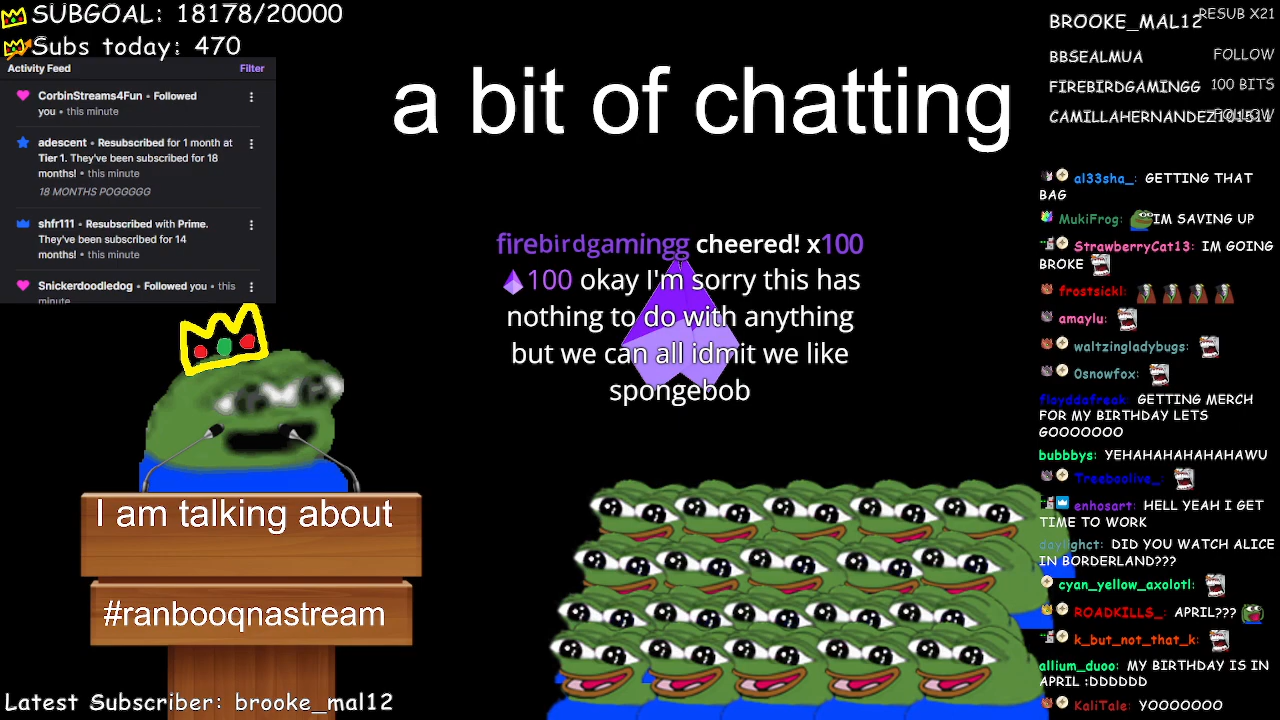 SUBGOAL: 18178/20000
Subs today: 470
Activity Feed
Filter
CorbinStreams4Fun • Followed
you • this minute
adescent • Resubscribed for 1 month at
Tier 1. They've been subscribed for 18
months! • this minute
18 MONTHS POGGGGG
shfr111 • Resubscribed with Prime.
They've been subscribed for 14
months! • this minute
Snickerdoodledog • Followed you • this
minute
a bit of chatting
firebirdgamingg cheered! x100
100 okay I'm sorry this has
nothing to do with anything
but we can all idmit we like
spongebob
I am talking about
#ranbooqnastream
Latest Subscriber: brooke_mal12
BROOKE_MAL12 RESUB X21
BBSEALMUA FOLLOW
FIREBIRDGAMINGG 100 BITS
FOLLOW
al33sha_: GETTING THAT
BAG
MukiFrog: IM SAVING UP
StrawberryCat13: IM GOING
BROKE
frostsickl:
amaylu:
waltzingladybugs:
0snowfox:
floyddafreak: GETTING MERCH
FOR MY BIRTHDAY LETS
GOOOOOOO
bubbbys: YEHAHAHAHAHAHAWU
Treeboolive_:
enhosart: HELL YEAH I GET
TIME TO WORK
daylighct: DID YOU WATCH ALICE
IN BORDERLAND???
cyan_yellow_axolotl:
ROADKILLS_: APRIL???
k_but_not_that_k:
allium_duoo: MY BIRTHDAY IS IN
APRIL :DDDDDD
KaliTale: YOOOOOOO